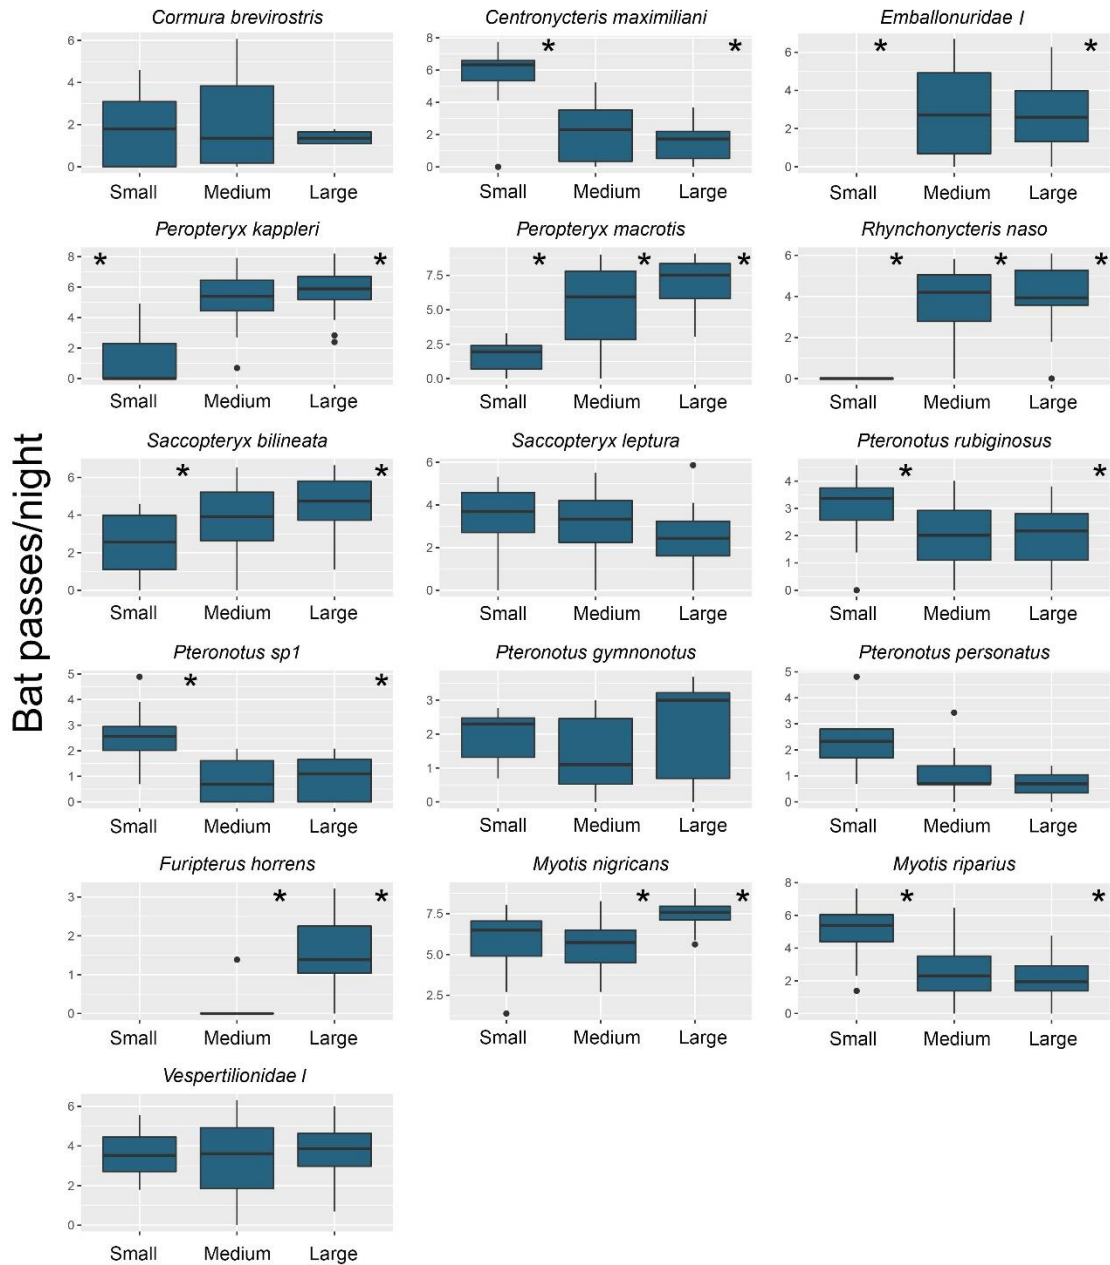 Bat passes/night
Cormura brevirostris
6
4
2
0
Small Medium Large
Centronycteris maximiliani
* *
8
6
4
2
0
Small Medium Large
Emballonuridae I
* *
6
4
2
0
Small Medium Large
Peropteryx kappleri
* *
8
6
4
2
0
Small Medium Large
Peropteryx macrotis
* * *
7.5
5.0
2.5
0.0
Small Medium Large
Rhynchonycteris naso
* * *
6
4
2
0
Small Medium Large
Saccopteryx bilineata
* *
6
4
2
0
Small Medium Large
Saccopteryx leptura
6
4
2
0
Small Medium Large
Pteronotus rubiginosus
* *
4
3
2
1
0
Small Medium Large
Pteronotus sp1
* *
5
4
3
2
1
0
Small Medium Large
Pteronotus gymnonotus
3
2
1
0
Small Medium Large
Pteronotus personatus
5
4
3
2
1
0
Small Medium Large
Furipterus horrens
* *
3
2
1
0
Small Medium Large
Myotis nigricans
* *
7.5
5.0
2.5
Small Medium Large
Myotis riparius
* *
8
6
4
2
0
Small Medium Large
Vespertilionidae I
6
4
2
0
Small Medium Large